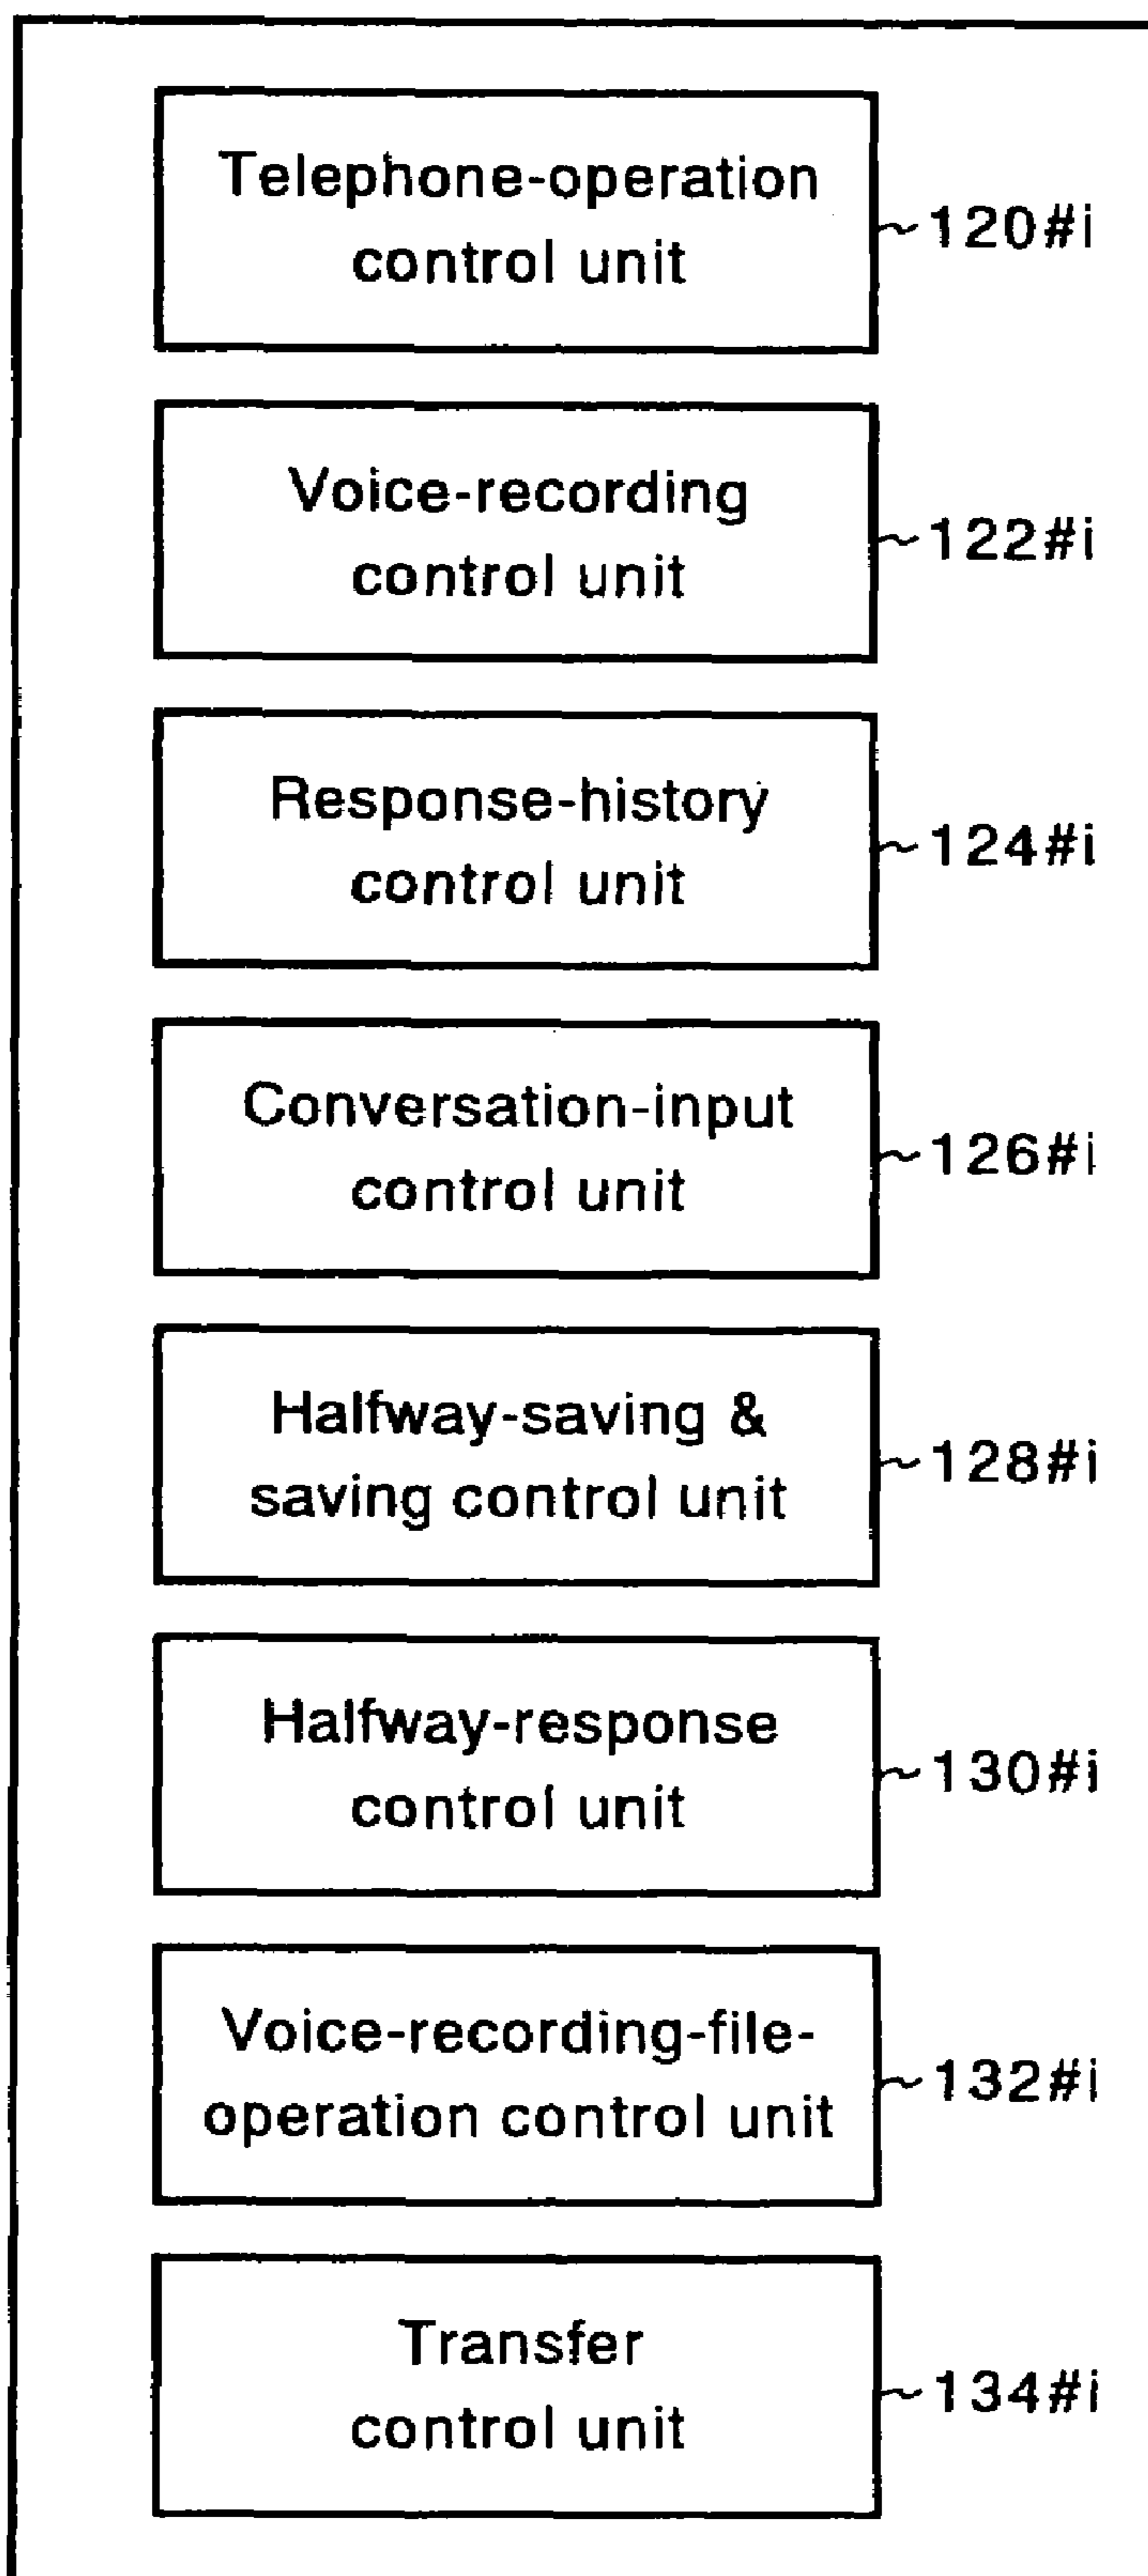 Telephone-operation
control unit
120#i
Voice-recording
control unit
122#i
Response-history
control unit
124#i
Conversation-input
control unit
126#i
Halfway-saving &
saving control unit
128#i
Halfway-response
control unit
130#i
Voice-recording-file-
operation control unit
132#i
Transfer
control unit
134#i